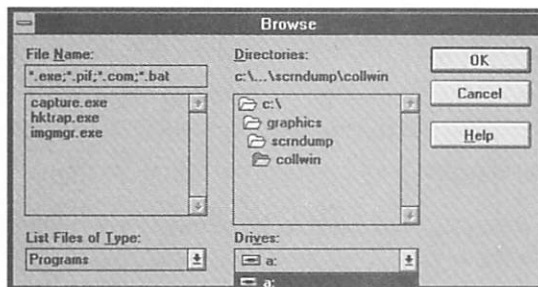 Browse
File Name:
*.exe;*.pif;*.com;*.bat
capture.exe
hktrap.exe
imgmgr.exe
List Files of Type:
Programs
Directories:
c:\...\scrndump\collwin
c:\
graphics
scrndump
collwin
Drives:
a:
a:
OK
Cancel
Help